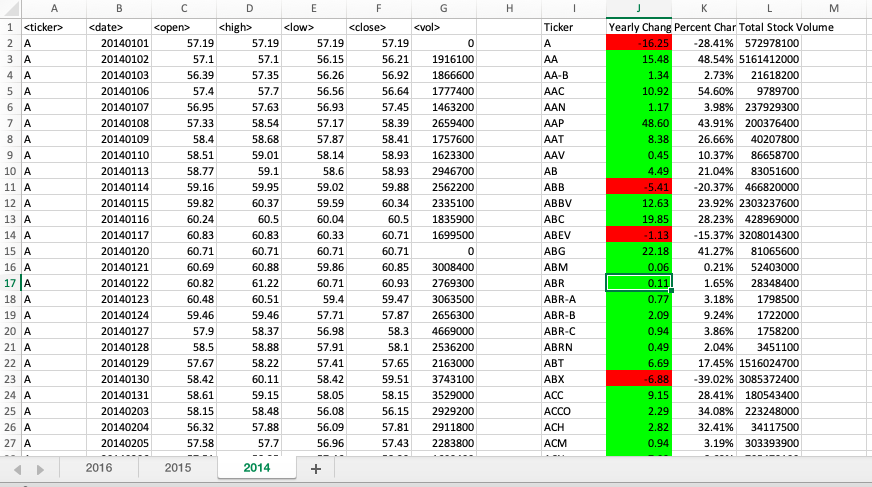 A B C D E F G H I J K L M
1 <ticker> <date> <open> <high> <low> <close> <vol> Ticker Yearly Chang Percent Char Total Stock Volume
2 A 20140101 57.19 57.19 57.19 57.19 0 A -16.25 -28.41% 572978100
3 A 20140102 57.1 57.1 56.15 56.21 1916100 AA 15.48 48.54% 5161412000
4 A 20140103 56.39 57.35 56.26 56.92 1866600 AA-B 1.34 2.73% 21618200
5 A 20140106 57.4 57.7 56.56 56.64 1777400 AAC 10.92 54.60% 9789700
6 A 20140107 56.95 57.63 56.93 57.45 1463200 AAN 1.17 3.98% 237929300
7 A 20140108 57.33 58.54 57.17 58.39 2659400 AAP 48.60 43.91% 200376400
8 A 20140109 58.4 58.68 57.87 58.41 1757600 AAT 8.38 26.66% 40207800
9 A 20140110 58.51 59.01 58.14 58.93 1623300 AAV 0.45 10.37% 86658700
10 A 20140113 58.77 59.1 58.6 58.93 2946700 AB 4.49 21.04% 83051600
11 A 20140114 59.16 59.95 59.02 59.88 2562200 ABB -5.41 -20.37% 466820000
12 A 20140115 59.82 60.37 59.59 60.34 2335100 ABBV 12.63 23.92% 2303237600
13 A 20140116 60.24 60.5 60.04 60.5 1835900 ABC 19.85 28.23% 428969000
14 A 20140117 60.83 60.83 60.33 60.71 1699500 ABEV -1.13 -15.37% 3208014300
15 A 20140120 60.71 60.71 60.71 60.71 0 ABG 22.18 41.27% 81065600
16 A 20140121 60.69 60.88 59.86 60.85 3008400 ABM 0.06 0.21% 52403000
17 A 20140122 60.82 61.22 60.71 60.93 2769300 ABR 0.11 1.65% 28348400
18 A 20140123 60.48 60.51 59.4 59.47 3063500 ABR-A 0.77 3.18% 1798500
19 A 20140124 59.46 59.46 57.71 57.87 2656300 ABR-B 2.09 9.24% 1722000
20 A 20140127 57.9 58.37 56.98 58.3 4669000 ABR-C 0.94 3.86% 1758200
21 A 20140128 58.5 58.88 57.91 58.1 2536200 ABRN 0.49 2.04% 3451100
22 A 20140129 57.67 58.22 57.41 57.65 2163000 ABT 6.69 17.45% 1516024700
23 A 20140130 58.42 60.11 58.42 59.51 3743100 ABX -6.88 -39.02% 3085372400
24 A 20140131 58.61 59.15 58.05 58.15 3529000 ACC 9.15 28.41% 180543400
25 A 20140203 58.15 58.48 56.08 56.15 2929200 ACCO 2.29 34.08% 223248000
26 A 20140204 56.32 57.88 56.09 57.81 2911800 ACH 2.82 32.41% 34117500
27 A 20140205 57.58 57.7 56.96 57.43 2283800 ACM 0.94 3.19% 303393900
2016 2015 2014 +